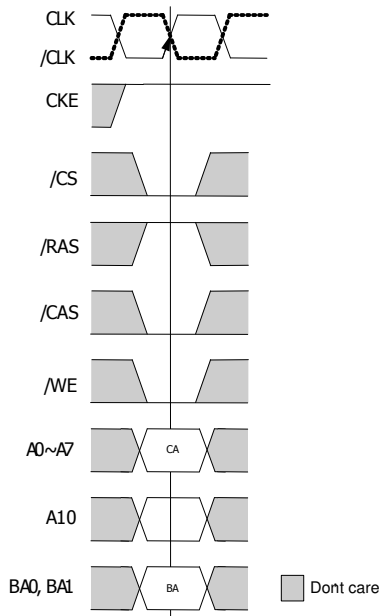 CLK
/CLK
CKE
/CS
/RAS
/CAS
/WE
A0~A7
CA
A10
BA0, BA1
BA
Dont care